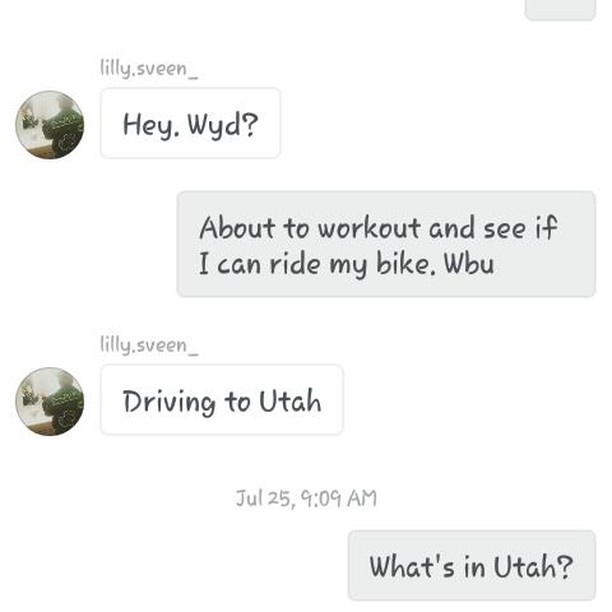 lilly.sveen_
Hey. Wyd?
About to workout and see if
I can ride my bike. Wbu
lilly.sveen_
Driving to Utah
Jul 25, 9:09 AM
What's in Utah?